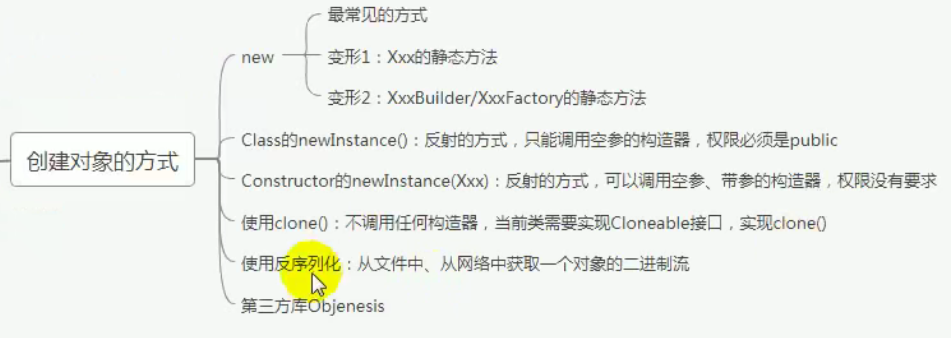 最常见的方式
new
变形1：Xxx的静态方法
变形2：XxxBuilder/XxxFactory的静态方法
创建对象的方式
Class的newInstance()：反射的方式，只能调用空参的构造器，权限必须是public
Constructor的newInstance(Xxx)：反射的方式，可以调用空参、带参的构造器，权限没有要求
使用clone()：不调用任何构造器，当前类需要实现Cloneable接口，实现clone()
使用反序列化：从文件中、从网络中获取一个对象的二进制流
第三方库Objenesis